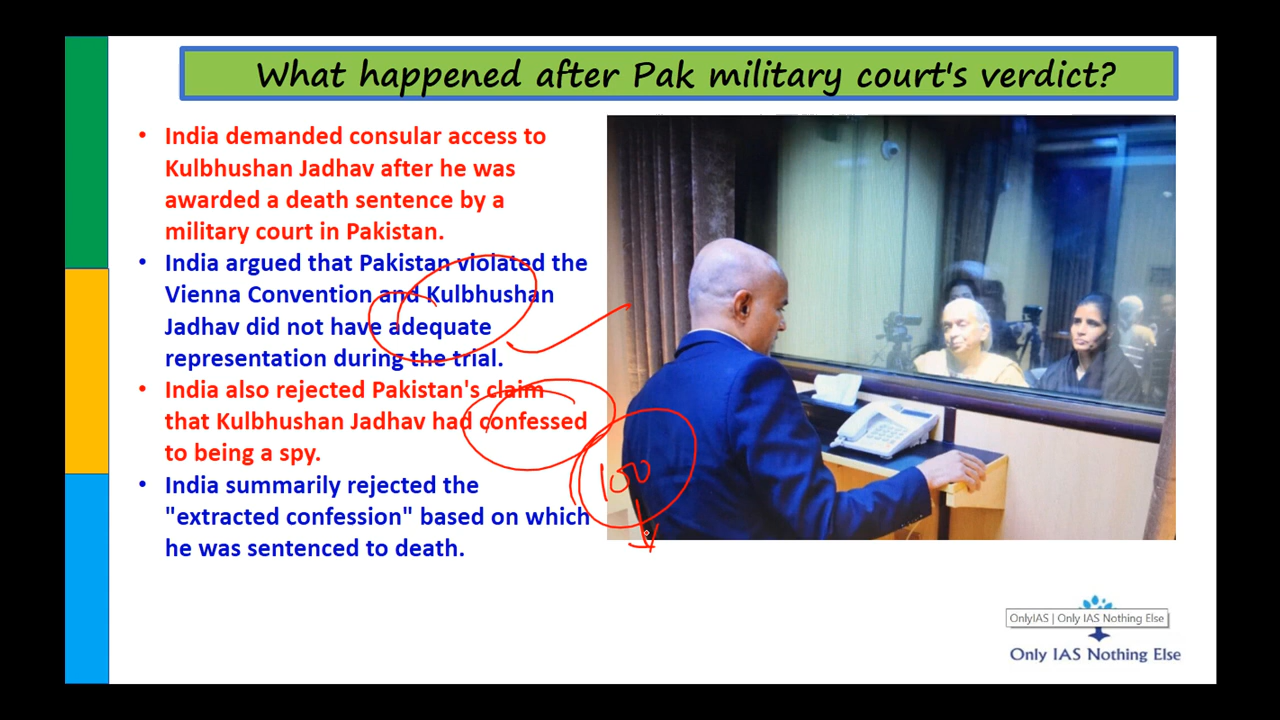 What happened after Pak military court's verdict?
• India demanded consular access to
Kulbhushan Jadhav after he was
awarded a death sentence by a
military court in Pakistan.
• India argued that Pakistan violated the
Vienna Convention and Kulbhushan
Jadhav did not have adequate
representation during the trial.
• India also rejected Pakistan's claim
that Kulbhushan Jadhav had confessed
to being a spy.
• India summarily rejected the
"extracted confession" based on which
he was sentenced to death.
100
OnlyIAS | Only IAS Nothing Else
Only IAS Nothing Else